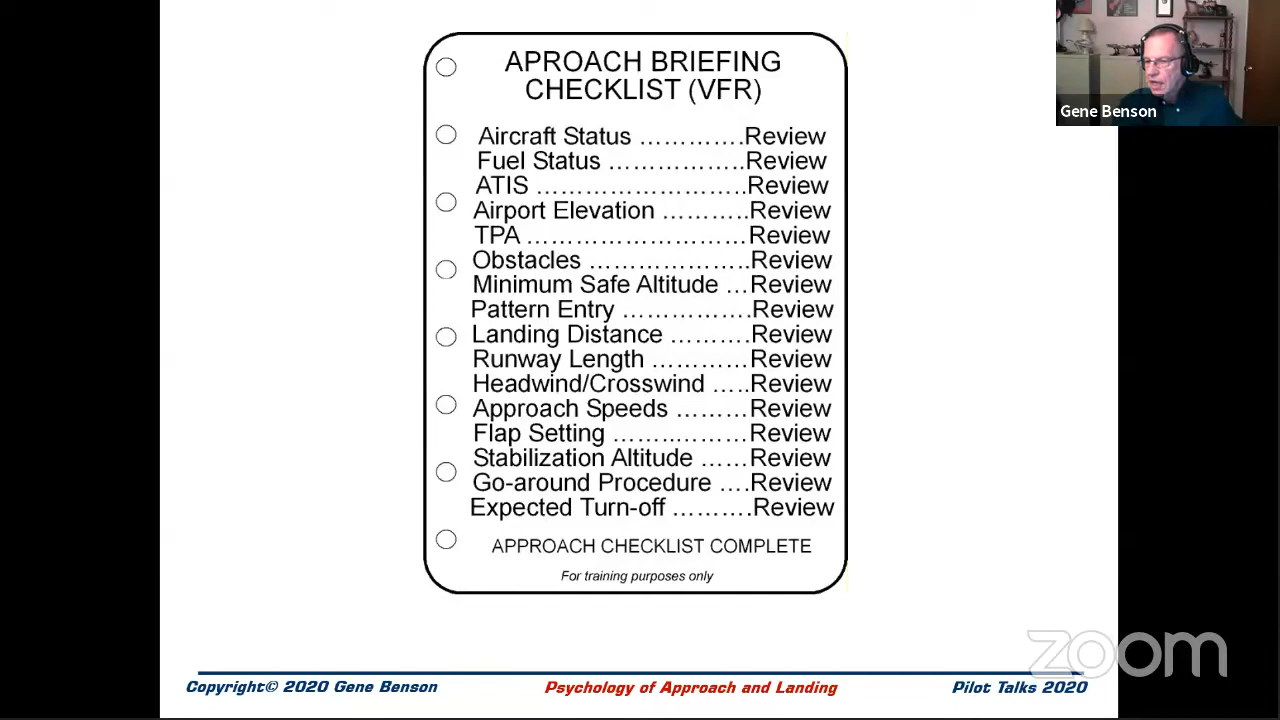 APROACH BRIEFING
CHECKLIST (VFR)
Gene Benson
Aircraft Status ………….Review
Fuel Status ……………..Review
ATIS ……………………..Review
Airport Elevation ………..Review
TPA ………………………Review
Obstacles ………………..Review
Minimum Safe Altitude …Review
Pattern Entry …………….Review
Landing Distance ……….Review
Runway Length …………Review
Headwind/Crosswind …..Review
Approach Speeds ………Review
Flap Setting ……..………Review
Stabilization Altitude ……Review
Go-around Procedure ….Review
Expected Turn-off ……….Review
APPROACH CHECKLIST COMPLETE
For training purposes only
zoom
Copyright© 2020 Gene Benson
Psychology of Approach and Landing
Pilot Talks 2020